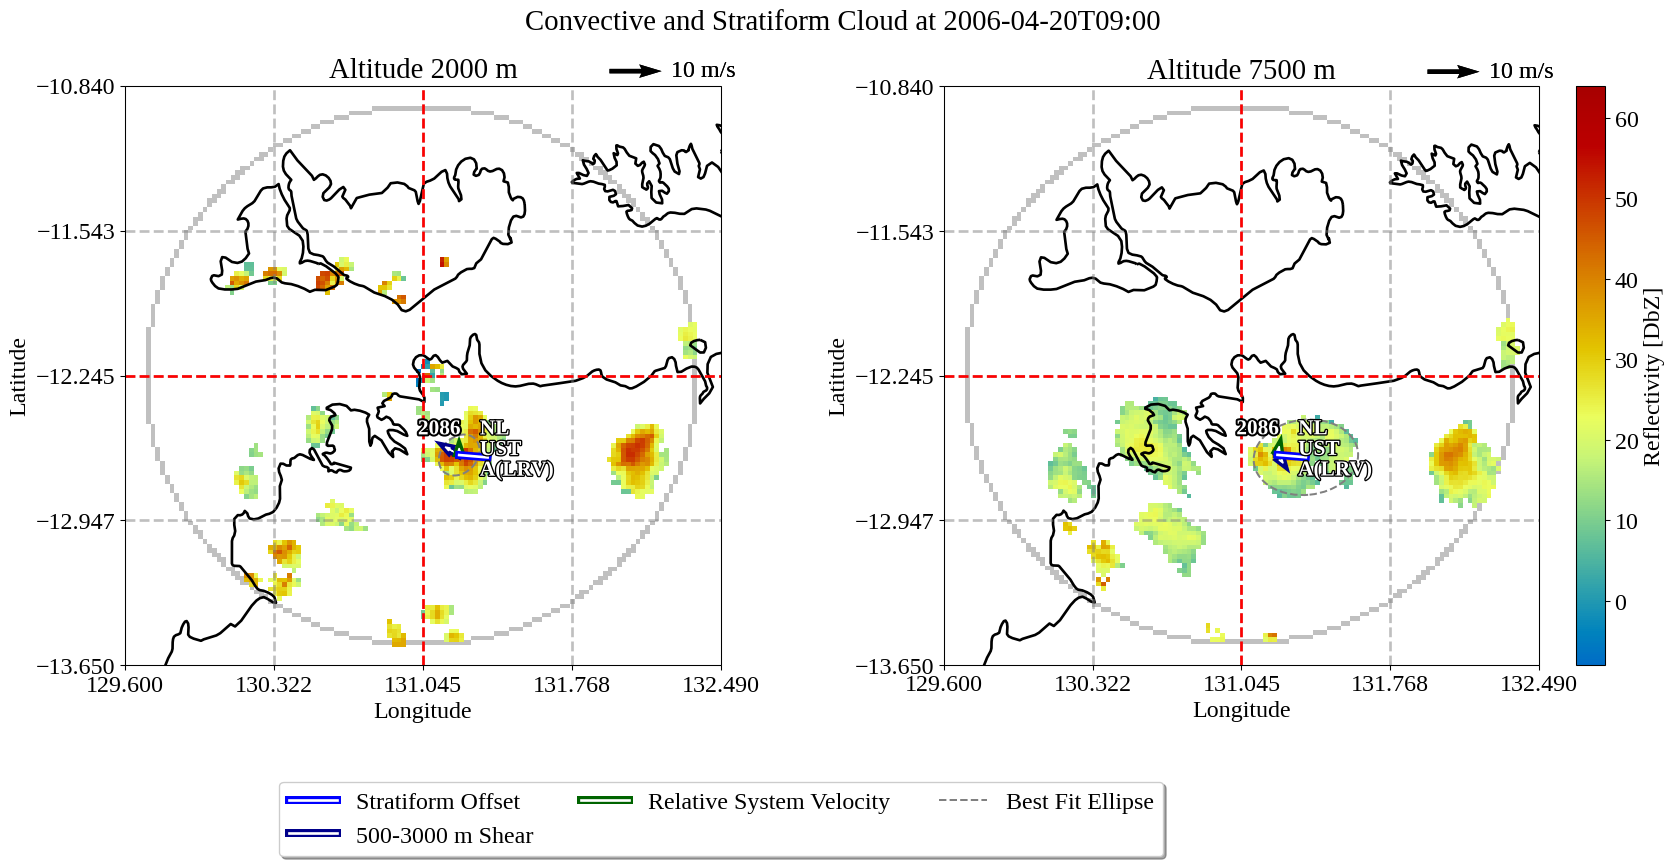 Convective and Stratiform Cloud at 2006-04-20T09:00
Altitude 2000 m
10 m/s
Altitude 7500 m
10 m/s
−10.840
−11.543
−12.245
−12.947
−13.650
Latitude
129.600
130.322
131.045
131.768
132.490
Longitude
2086
NL
UST
A(LRV)
−10.840
−11.543
−12.245
−12.947
−13.650
Latitude
129.600
130.322
131.045
131.768
132.490
Longitude
2086
NL
UST
A(LRV)
60
50
40
30
20
10
0
Reflectivity [DbZ]
Stratiform Offset
Relative System Velocity
Best Fit Ellipse
500-3000 m Shear